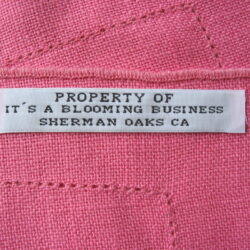 PROPERTY OF
IT'S A BLOOMING BUSINESS
SHERMAN OAKS CA